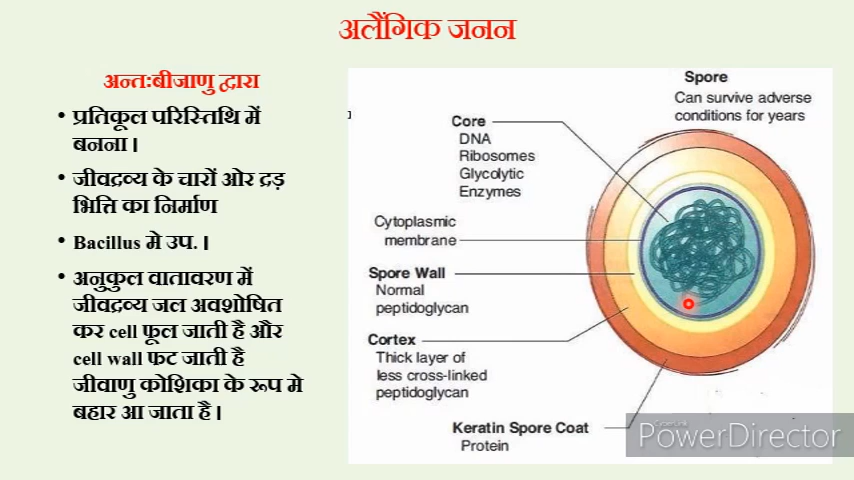 अलैंगिक जनन
अन्तःबीजाणु द्वारा
• प्रतिकूल परिस्तिथि में
बनना ।
• जीवद्रव्य के चारों ओर द्रड़
भित्ति का निर्माण
• Bacillus मे उप. ।
• अनुकुल वातावरण में
जीवद्रव्य जल अवशोषित
कर cell फूल जाती है और
cell wall फट जाती है
जीवाणु कोशिका के रूप मे
बहार आ जाता है ।
Spore
Can survive adverse
conditions for years
Core
DNA
Ribosomes
Glycolytic
Enzymes
Cytoplasmic
membrane
Spore Wall
Normal
peptidoglycan
Cortex
Thick layer of
less cross-linked
peptidoglycan
Keratin Spore Coat
Protein
PowerDirector